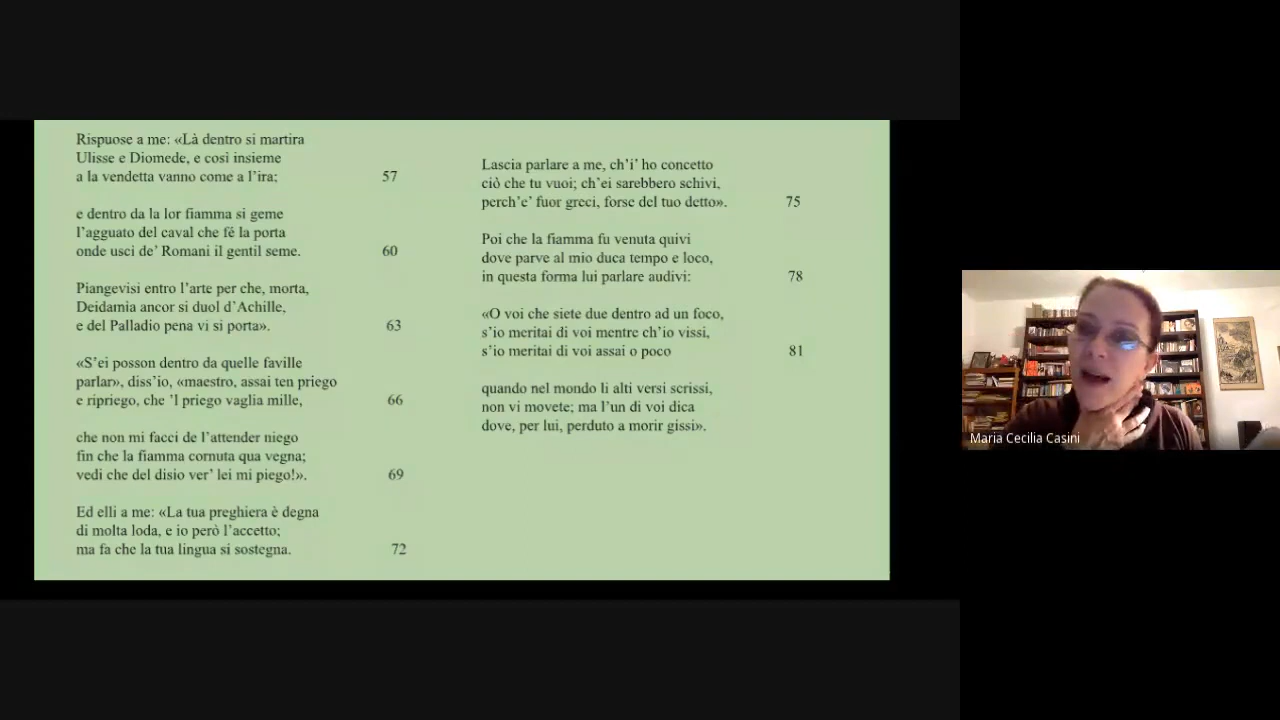 Rispuose a me: «Là dentro si martira
Ulisse e Diomede, e così insieme
a la vendetta vanno come a l'ira; 57
e dentro da la lor fiamma si geme
l'agguato del caval che fé la porta
onde uscì de' Romani il gentil seme. 60
Piangevisi entro l'arte per che, morta,
Deïdamia ancor si duol d'Achille,
e del Palladio pena vi si porta». 63
«S'ei posson dentro da quelle faville
parlar», diss'io, «maestro, assai ten priego
e ripriego, che 'l priego vaglia mille, 66
che non mi facci de l'attender niego
fin che la fiamma cornuta qua vegna;
vedi che del disio ver' lei mi piego!». 69
Ed elli a me: «La tua preghiera è degna
di molta loda, e io però l'accetto;
ma fa che la tua lingua si sostegna. 72
Lascia parlare a me, ch'i' ho concetto
ciò che tu vuoi; ch'ei sarebbero schivi,
perch'e' fuor greci, forse del tuo detto». 75
Poi che la fiamma fu venuta quivi
dove parve al mio duca tempo e loco,
in questa forma lui parlare audivi: 78
«O voi che siete due dentro ad un foco,
s'io meritai di voi mentre ch'io vissi,
s'io meritai di voi assai o poco 81
quando nel mondo li alti versi scrissi,
non vi movete; ma l'un di voi dica
dove, per lui, perduto a morir gissi».
Maria Cecilia Casini